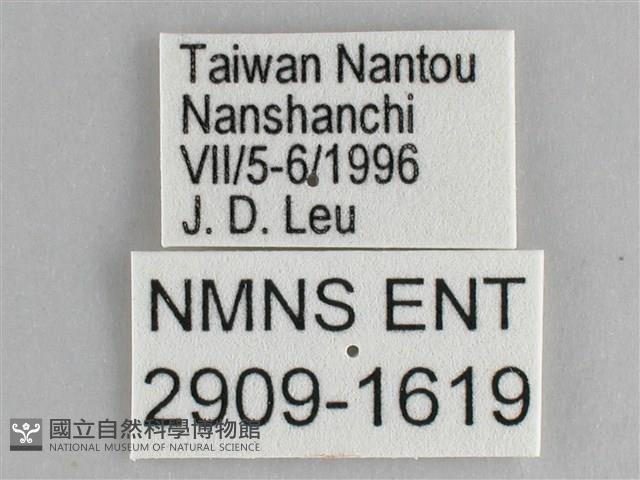 Taiwan Nantou
Nanshanchi
VII/5-6/1996
J. D. Leu
NMNS ENT
2909-1619
國立自然科學博物館
NATIONAL MUSEUM OF NATURAL SCIENCE